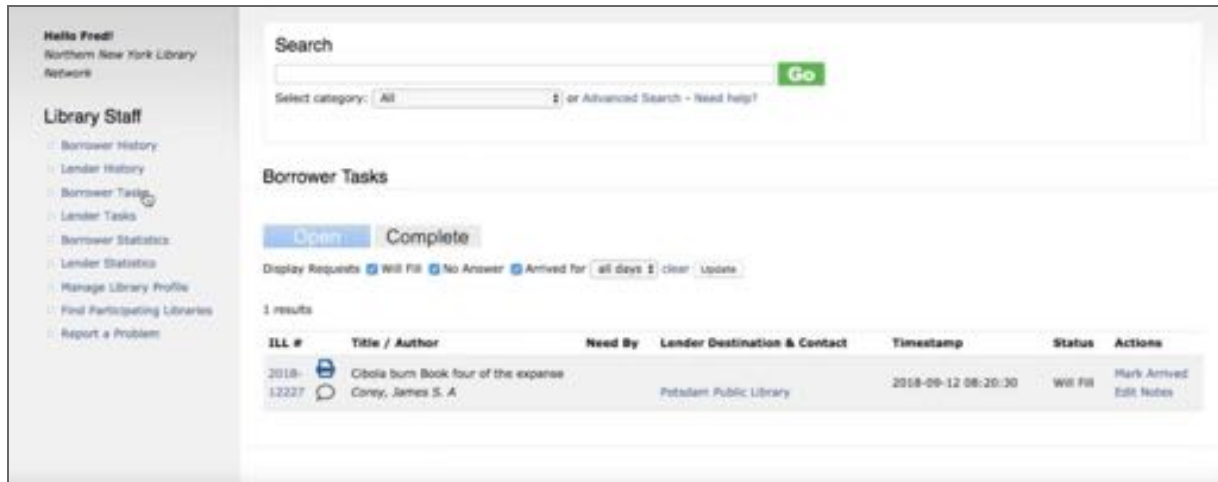 Hello Fred!
Northern New York Library
Network
Library Staff
Borrower History
Lender History
Borrower Tasks
Lender Tasks
Borrower Statistics
Lender Statistics
Manage Library Profile
Find Participating Libraries
Report a Problem
Search
Go
Select category: All or Advanced Search - Need help?
Borrower Tasks
Open Complete
Display Requests Will Fill No Answer Arrived for all days clear Update
1 results
ILL # Title / Author Need By Lender Destination & Contact Timestamp Status Actions
2018- Cibola burn Book four of the expanse Mark Arrived
12227 Corey, James S. A Potsdam Public Library 2018-09-12 08:20:30 Will Fill Edit Notes